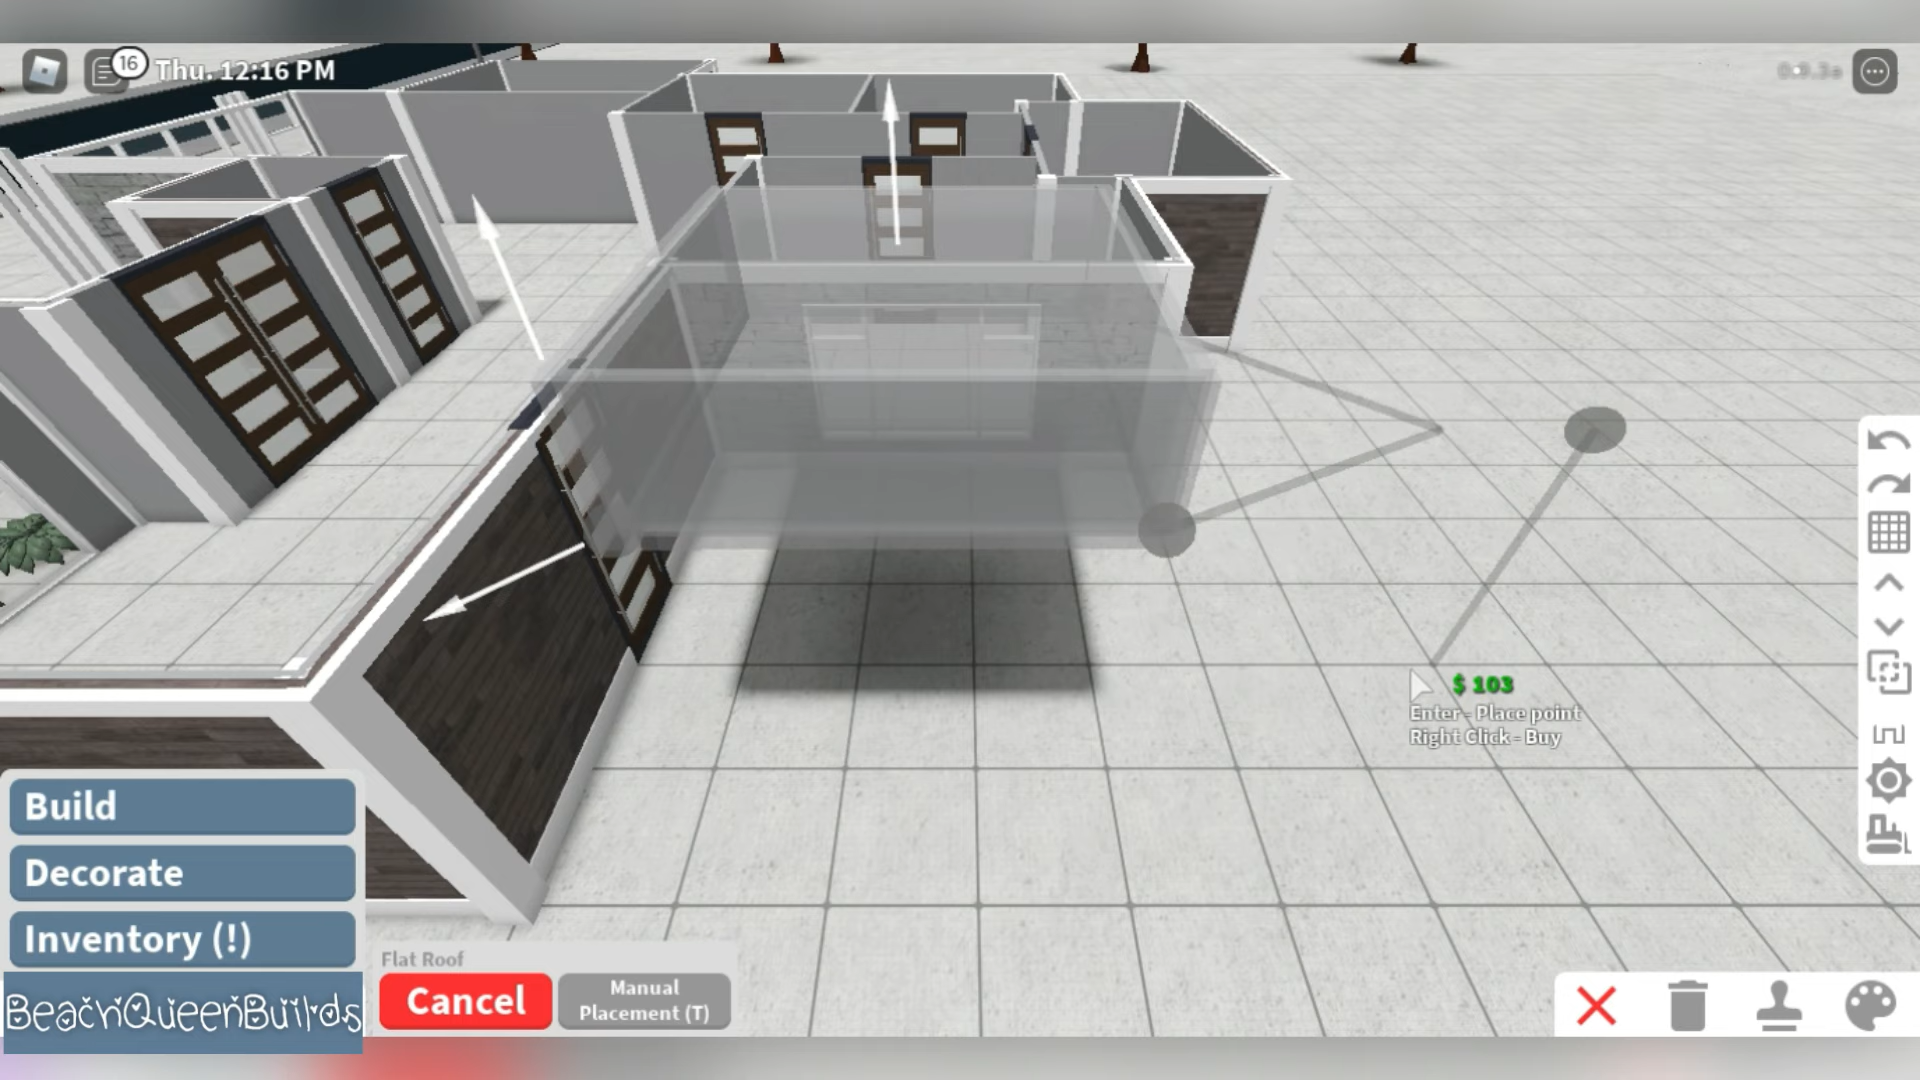 16
Thu. 12:16 PM
$ 103
Enter - Place point
Right Click - Buy
Build
Decorate
Inventory (!)
BeachQueenBuilds
Flat Roof
Cancel
Manual
Placement (T)